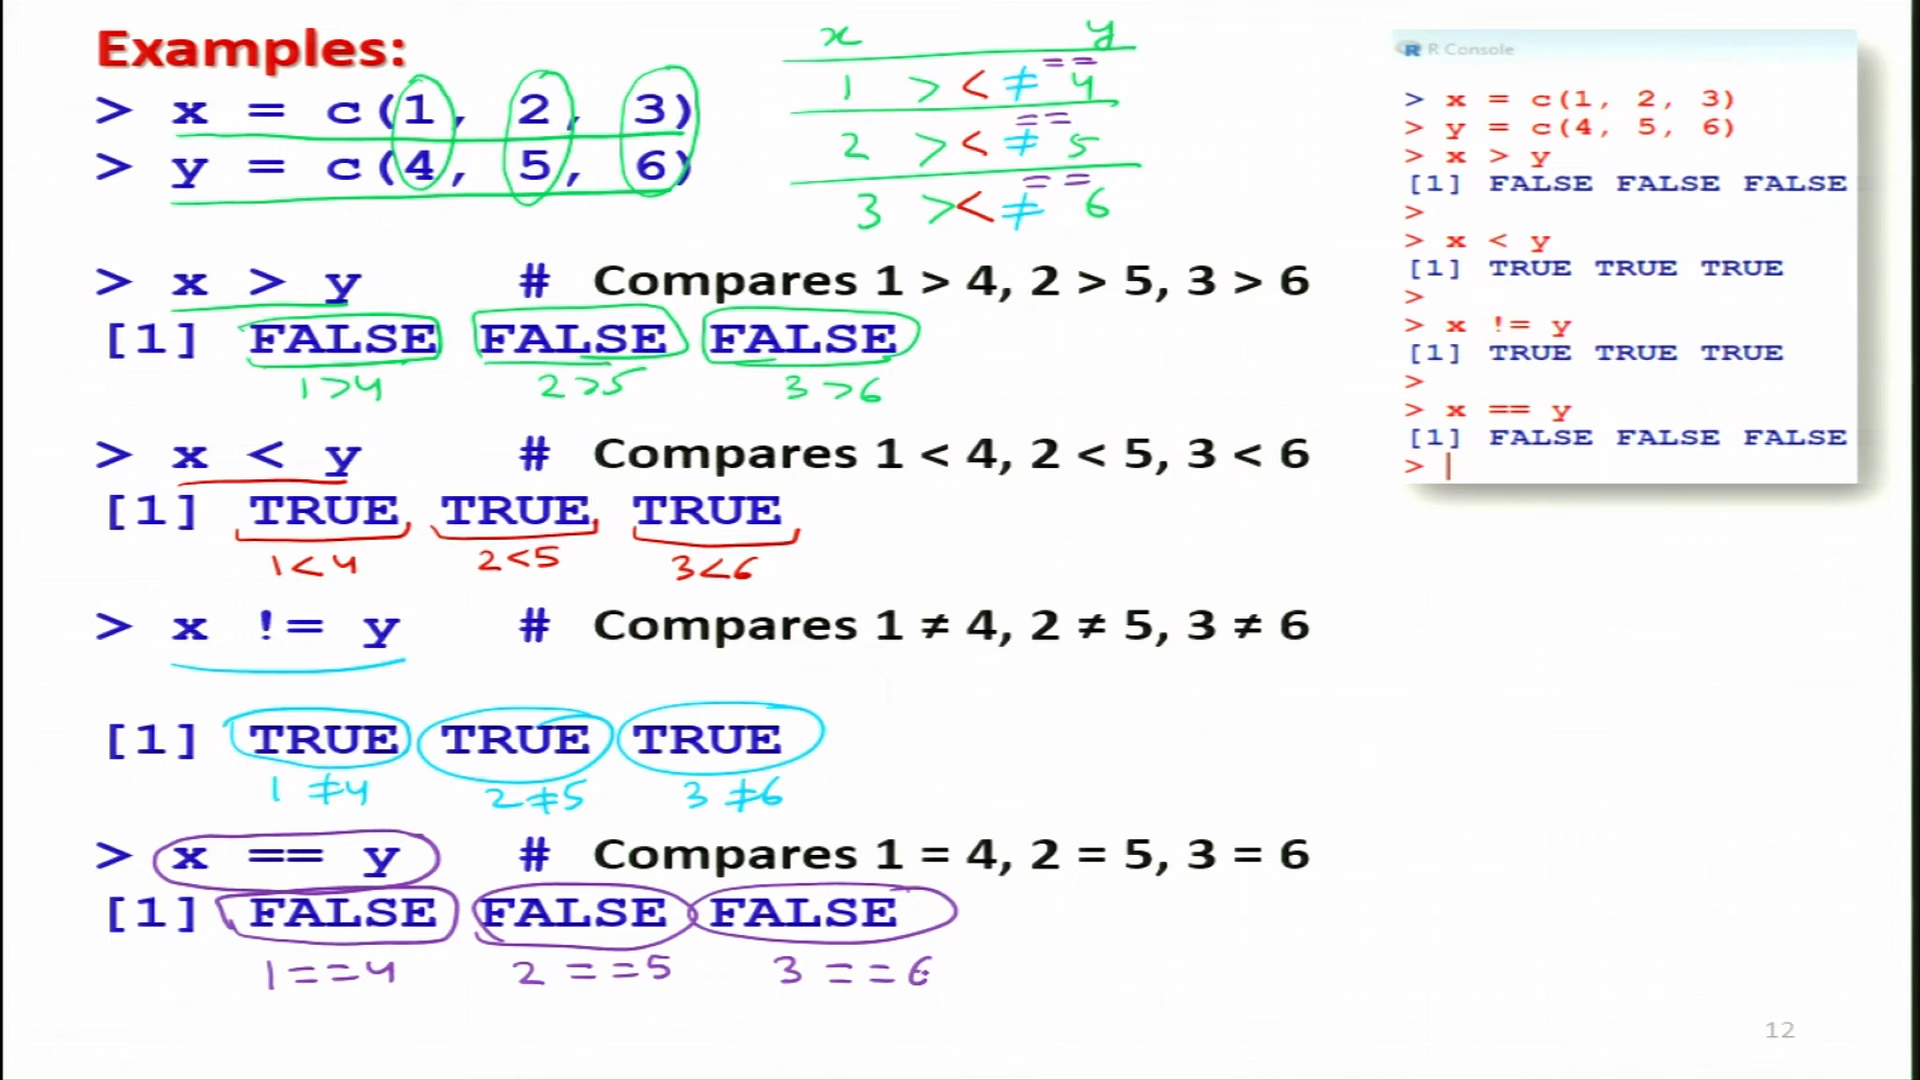 Examples:
> x = c(1, 2, 3)
> y = c(4, 5, 6)
x y
1 > < ≠ == 4
2 > < ≠ == 5
3 > < ≠ == 6
> x > y # Compares 1 > 4, 2 > 5, 3 > 6
[1] FALSE FALSE FALSE
1>4 2>5 3>6
> x < y # Compares 1 < 4, 2 < 5, 3 < 6
[1] TRUE TRUE TRUE
1<4 2<5 3<6
> x != y # Compares 1 ≠ 4, 2 ≠ 5, 3 ≠ 6
[1] TRUE TRUE TRUE
1≠4 2≠5 3≠6
> x == y # Compares 1 = 4, 2 = 5, 3 = 6
[1] FALSE FALSE FALSE
1==4 2==5 3==6
R R Console
> x = c(1, 2, 3)
> y = c(4, 5, 6)
> x > y
[1] FALSE FALSE FALSE
>
> x < y
[1] TRUE TRUE TRUE
>
> x != y
[1] TRUE TRUE TRUE
>
> x == y
[1] FALSE FALSE FALSE
>
12